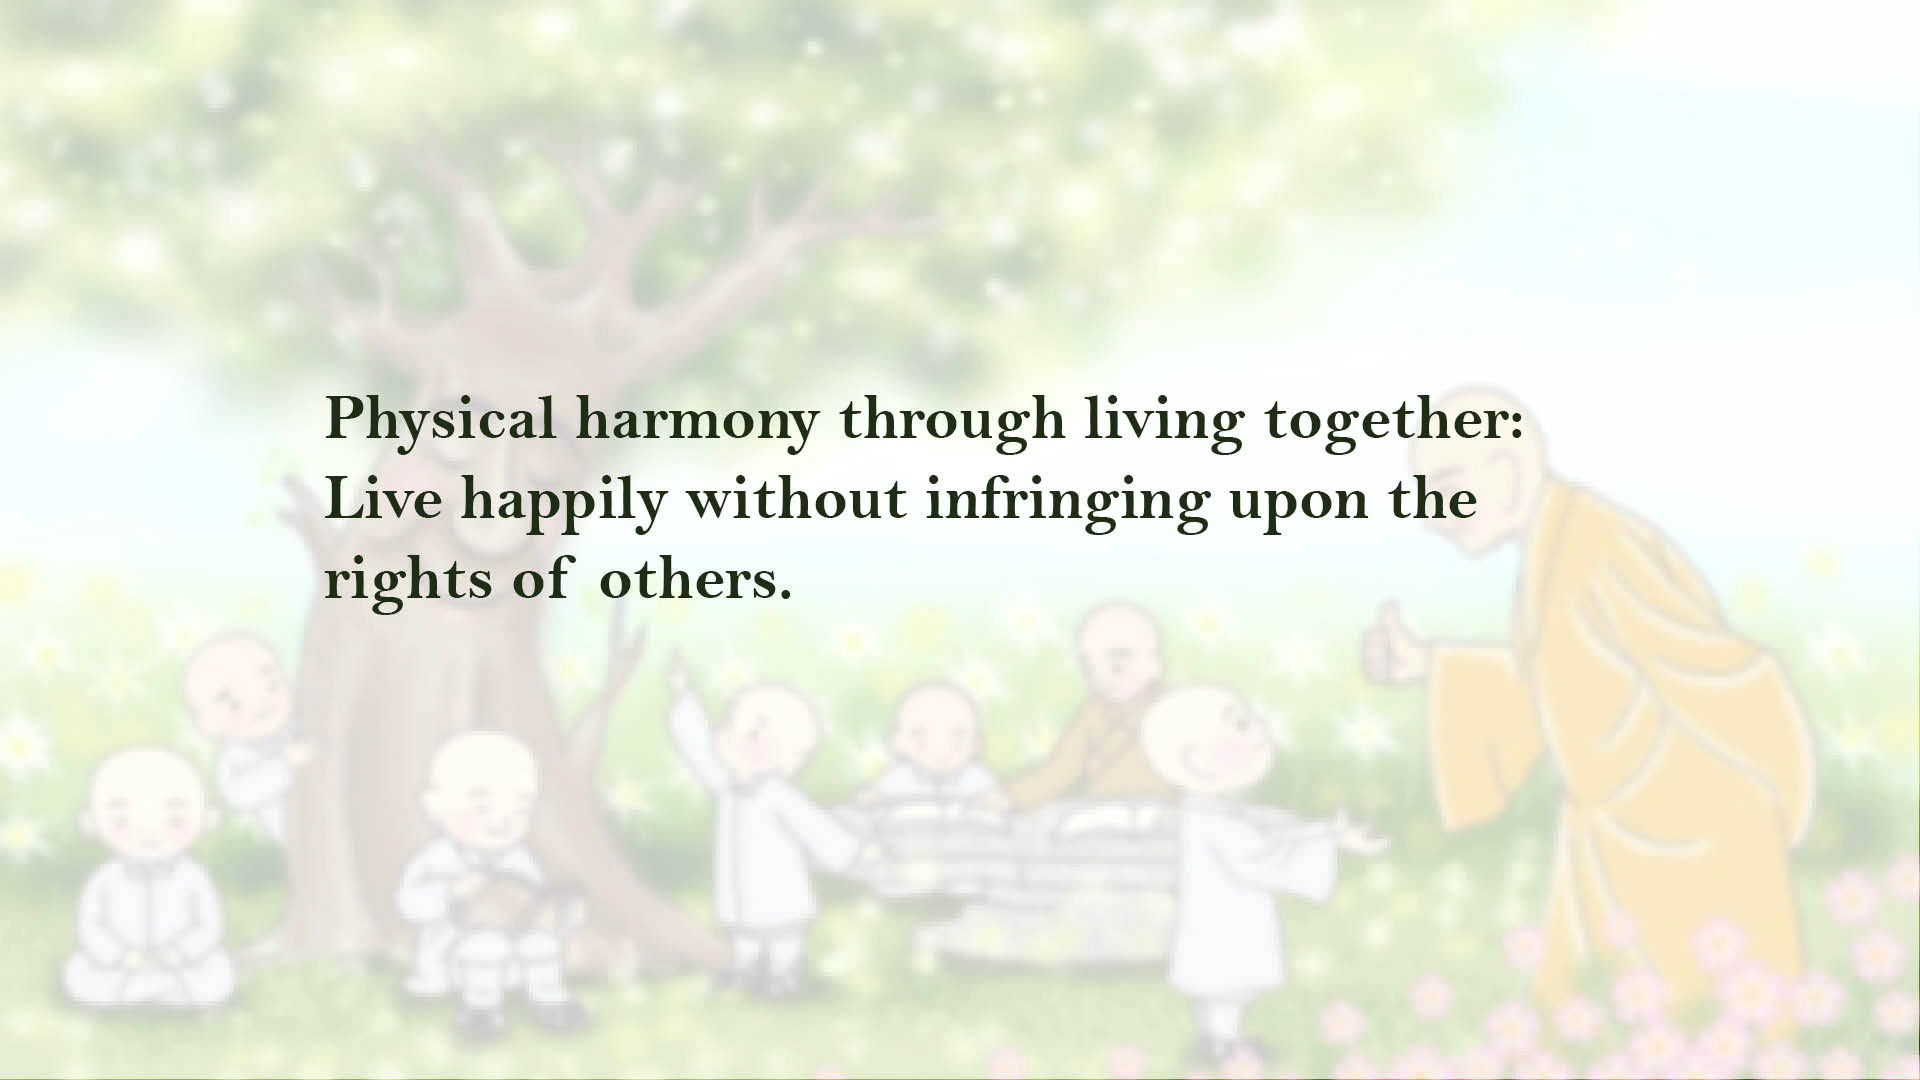 Physical harmony through living together:
Live happily without infringing upon the
rights of others.